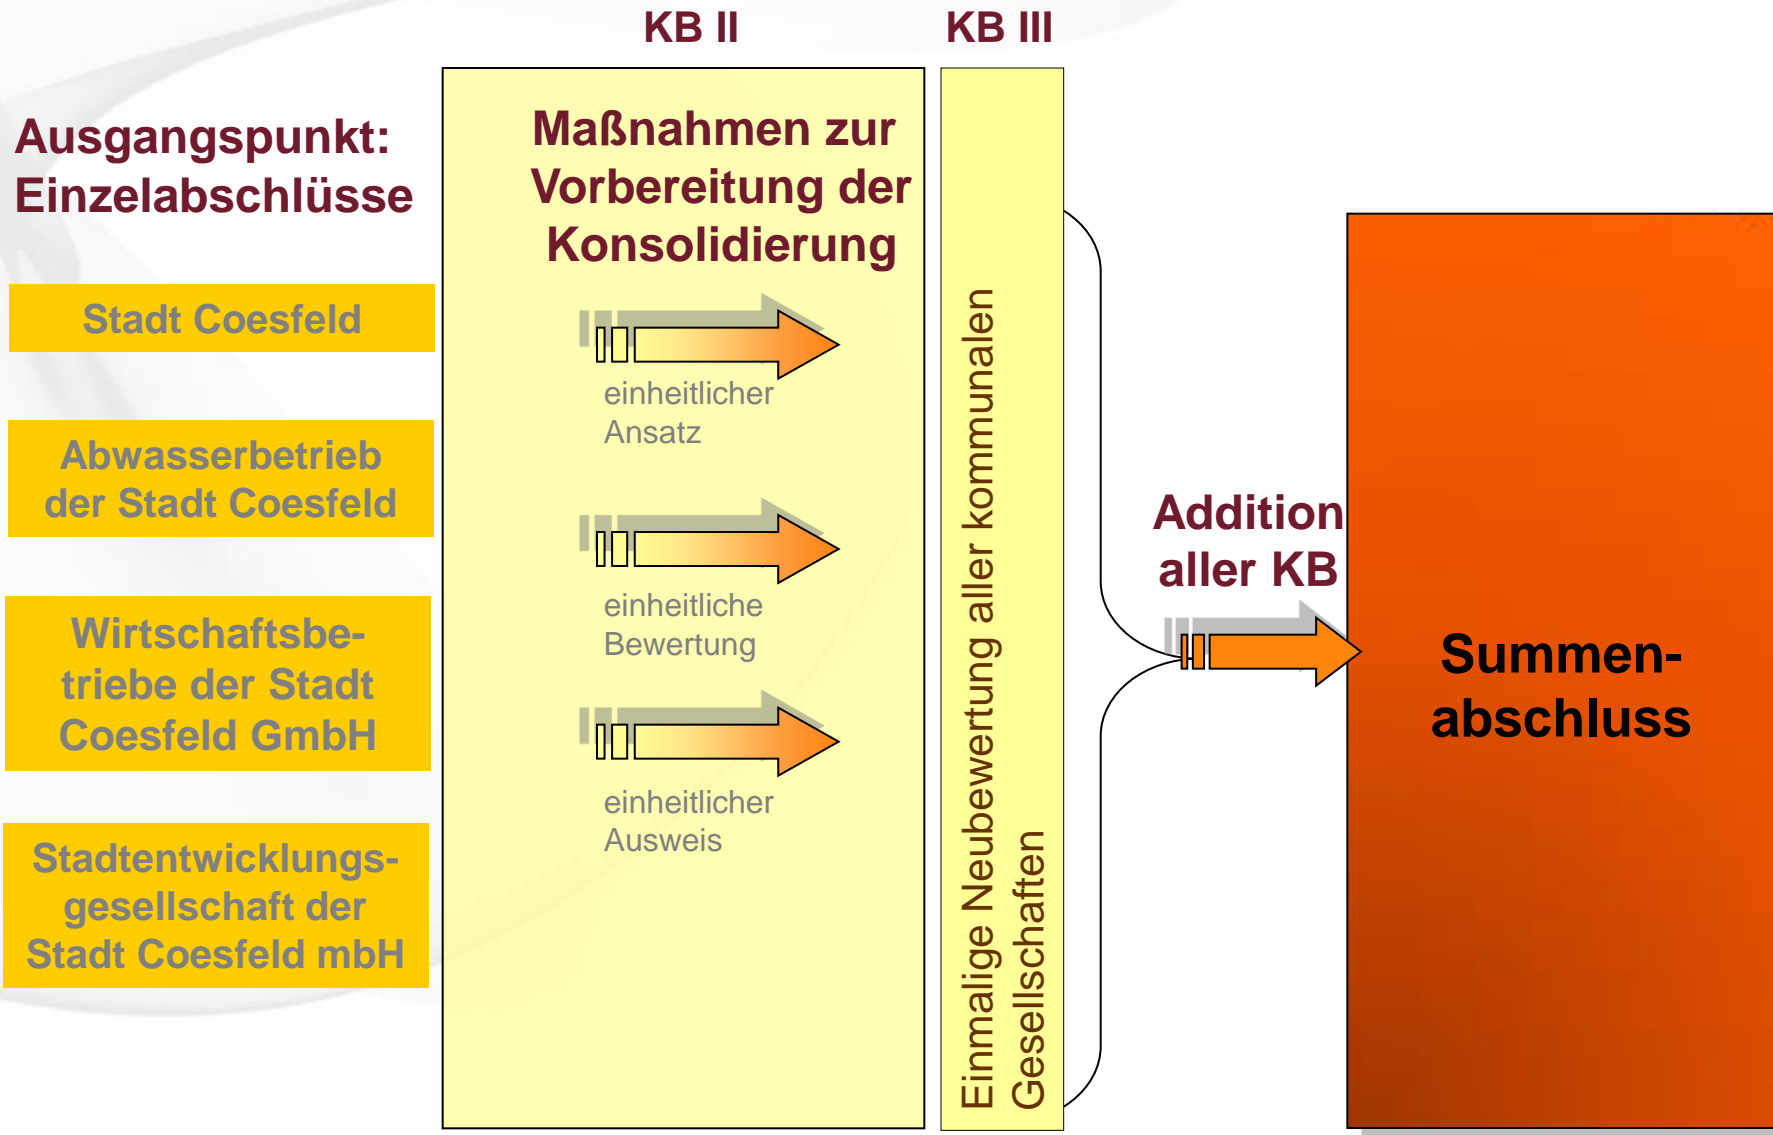 KB II
KB III
Ausgangspunkt:
Einzelabschlüsse
Stadt Coesfeld
Abwasserbetrieb
der Stadt Coesfeld
Wirtschaftsbe-
triebe der Stadt
Coesfeld GmbH
Stadtentwicklungs-
gesellschaft der
Stadt Coesfeld mbH
Maßnahmen zur
Vorbereitung der
Konsolidierung
einheitlicher
Ansatz
einheitliche
Bewertung
einheitlicher
Ausweis
Einmalige Neubewertung aller kommunalen
Gesellschaften
Addition
aller KB
Summen-
abschluss